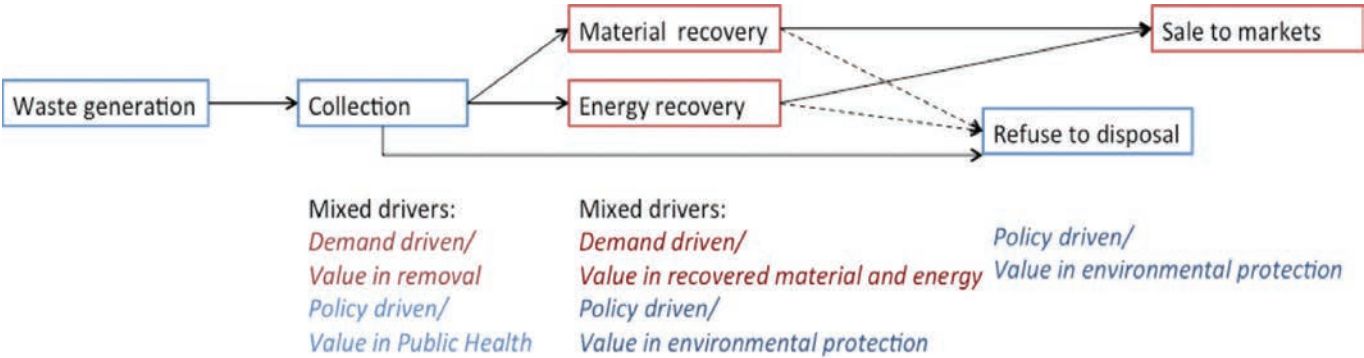 Material recovery
Sale to markets
Waste generation
Collection
Energy recovery
Refuse to disposal
Mixed drivers:
Demand driven/
Value in removal
Policy driven/
Value in Public Health
Mixed drivers:
Demand driven/
Value in recovered material and energy
Policy driven/
Value in environmental protection
Policy driven/
Value in environmental protection